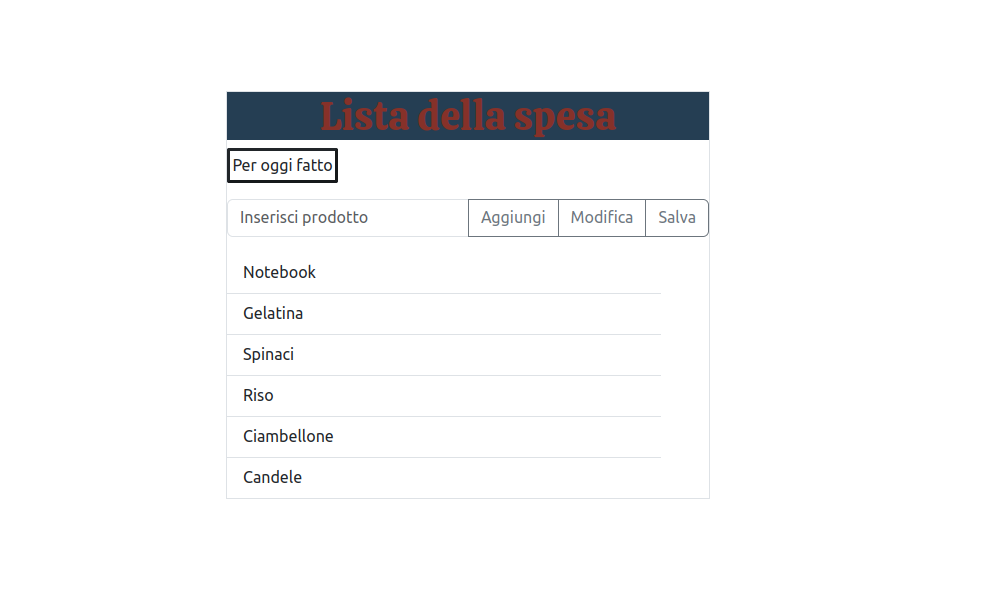 Lista della spesa
Per oggi fatto
Inserisci prodotto Aggiungi Modifica Salva
Notebook
Gelatina
Spinaci
Riso
Ciambellone
Candele